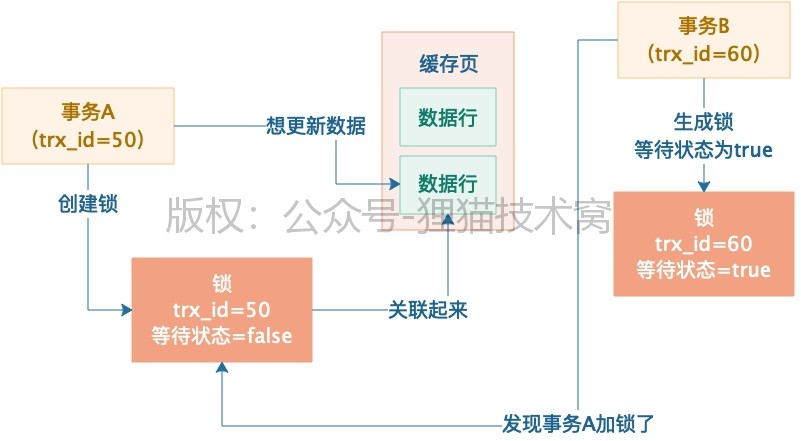 事务A
（trx_id=50）
想更新数据
缓存页
数据行
数据行
事务B
（trx_id=60）
生成锁
等待状态为true
创建锁
版权：公众号-狸猫技术窝
锁
trx_id=50
等待状态=false
关联起来
锁
trx_id=60
等待状态=true
发现事务A加锁了